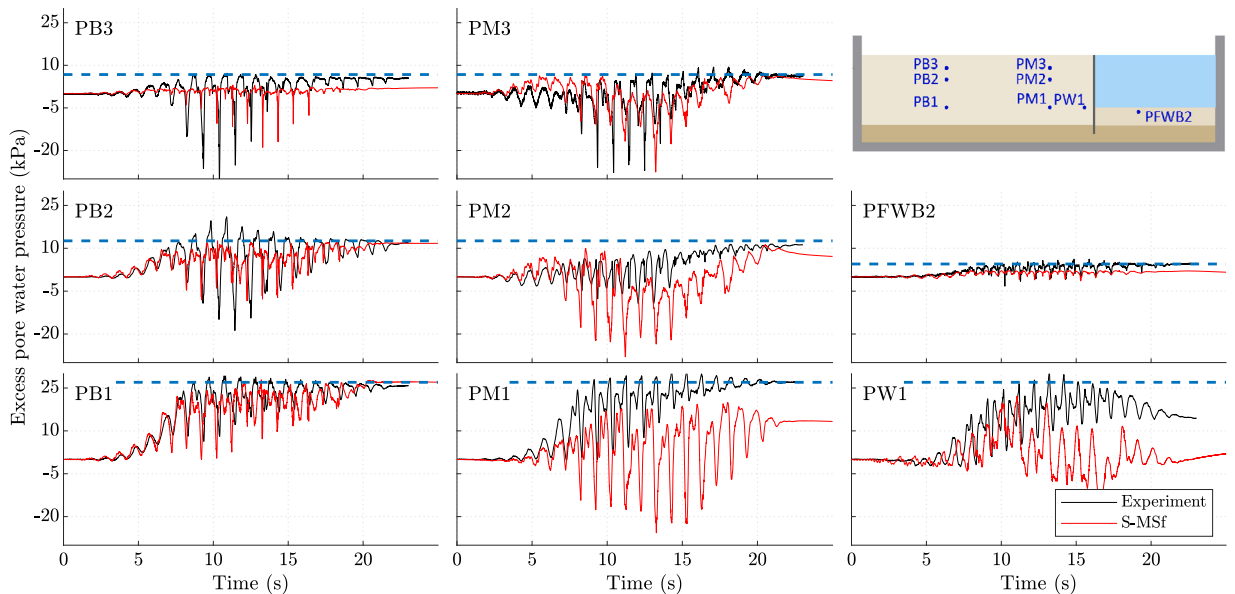 Excess pore water pressure (kPa)
PB3
25
10
-5
-20
PM3
PB3
PB2
PB1
PM3
PM2
PM1 PW1
PFWB2
PB2
25
10
-5
-20
PM2
PFWB2
PB1
25
10
-5
-20
0 5 10 15 20
Time (s)
PM1
0 5 10 15 20
Time (s)
PW1
Experiment
S-MSf
0 5 10 15 20
Time (s)